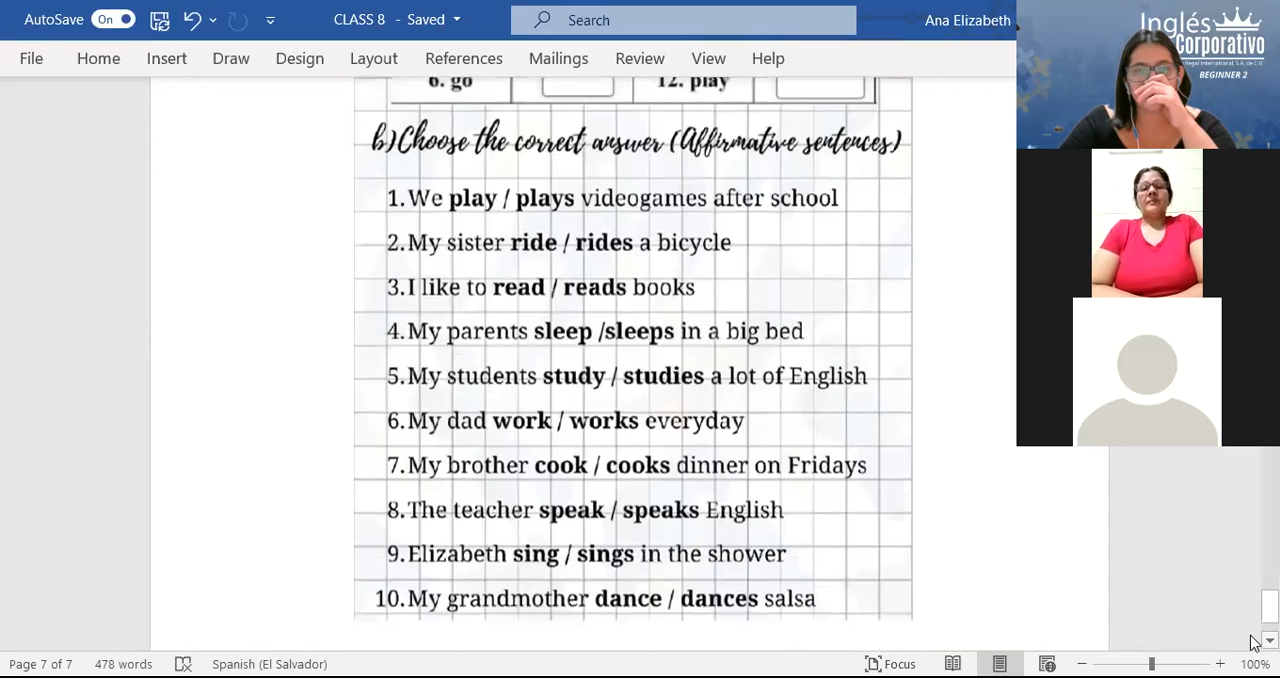 AutoSave On CLASS 8 - Saved Search Ana Elizabeth
File Home Insert Draw Design Layout References Mailings Review View Help
Inglés
Corporativo
Regal International, S.A. de C.V.
BEGINNER 2
6. go 12. play
b)Choose the correct answer (Affirmative sentences)
1. We play / plays videogames after school
2. My sister ride / rides a bicycle
3. I like to read / reads books
4. My parents sleep /sleeps in a big bed
5. My students study / studies a lot of English
6. My dad work / works everyday
7. My brother cook / cooks dinner on Fridays
8. The teacher speak / speaks English
9. Elizabeth sing / sings in the shower
10. My grandmother dance / dances salsa
Page 7 of 7 478 words Spanish (El Salvador) Focus 100%